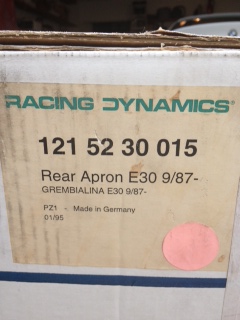 RACING DYNAMICS®
121 52 30 015
Rear Apron E30 9/87-
GREMBIALINA E30 9/87-
PZ1 - Made in Germany
01/95